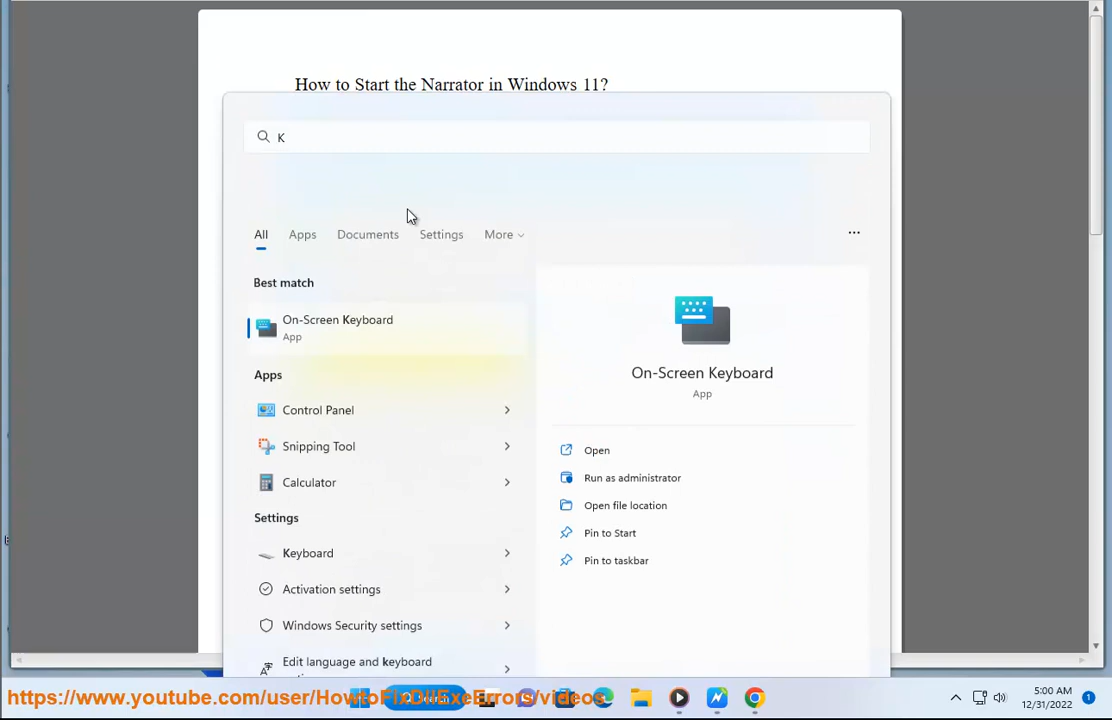 How to Start the Narrator in Windows 11?
K
All Apps Documents Settings More ...
Best match
On-Screen Keyboard
App
Apps
Control Panel
Snipping Tool
Calculator
Settings
Keyboard
Activation settings
Windows Security settings
Edit language and keyboard
On-Screen Keyboard
App
Open
Run as administrator
Open file location
Pin to Start
Pin to taskbar
https://www.youtube.com/user/HowtoFixDllExeErrors/videos
5:00 AM
12/31/2022
1